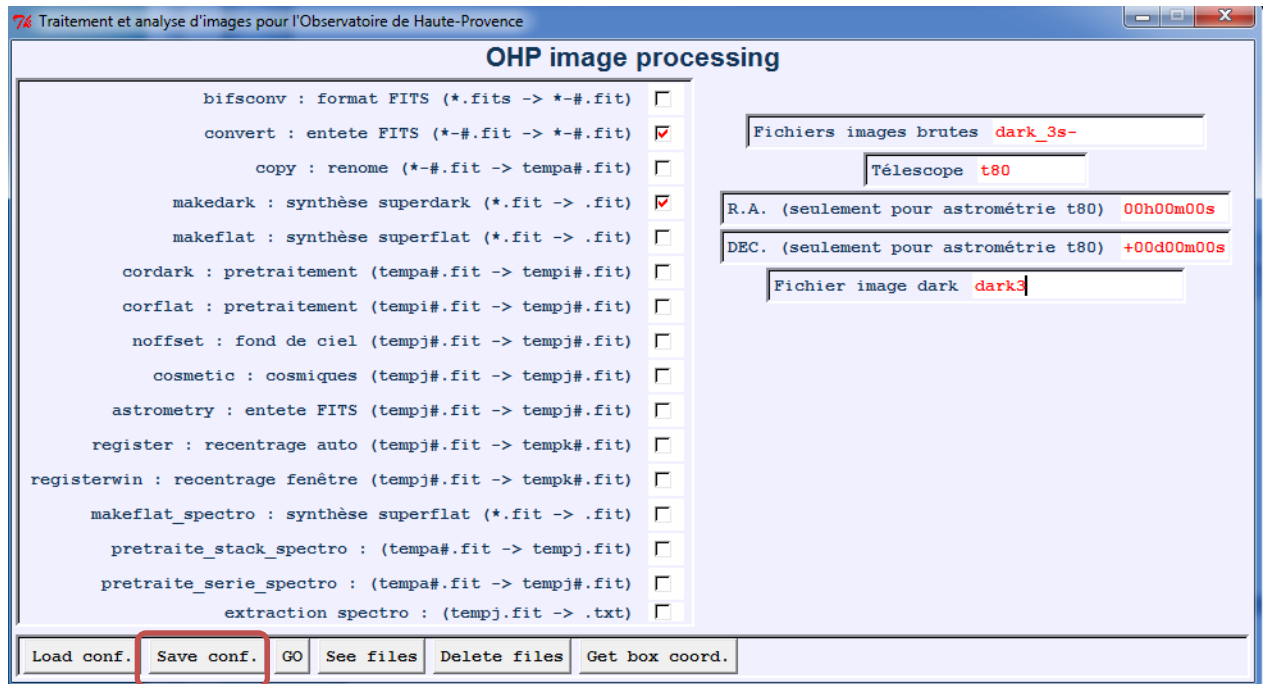 Traitement et analyse d'images pour l'Observatoire de Haute-Provence
OHP image processing
bifsconv : format FITS (*.fits -> *-#.fit)
convert : entete FITS (*-#.fit -> *-#.fit)
copy : renome (*-#.fit -> tempa#.fit)
makedark : synthèse superdark (*.fit -> .fit)
makeflat : synthèse superflat (*.fit -> .fit)
cordark : pretraitement (tempa#.fit -> tempi#.fit)
corflat : pretraitement (tempi#.fit -> tempj#.fit)
noffset : fond de ciel (tempj#.fit -> tempj#.fit)
cosmetic : cosmiques (tempj#.fit -> tempj#.fit)
astrometry : entete FITS (tempj#.fit -> tempj#.fit)
register : recentrage auto (tempj#.fit -> tempk#.fit)
registerwin : recentrage fenêtre (tempj#.fit -> tempk#.fit)
makeflat_spectro : synthèse superflat (*.fit -> .fit)
pretraite_stack_spectro : (tempa#.fit -> tempj.fit)
pretraite_serie_spectro : (tempa#.fit -> tempj#.fit)
extraction spectro : (tempj.fit -> .txt)
Fichiers images brutes dark_3s-
Télescope t80
R.A. (seulement pour astrométrie t80) 00h00m00s
DEC. (seulement pour astrométrie t80) +00d00m00s
Fichier image dark dark3
Load conf. Save conf. GO See files Delete files Get box coord.